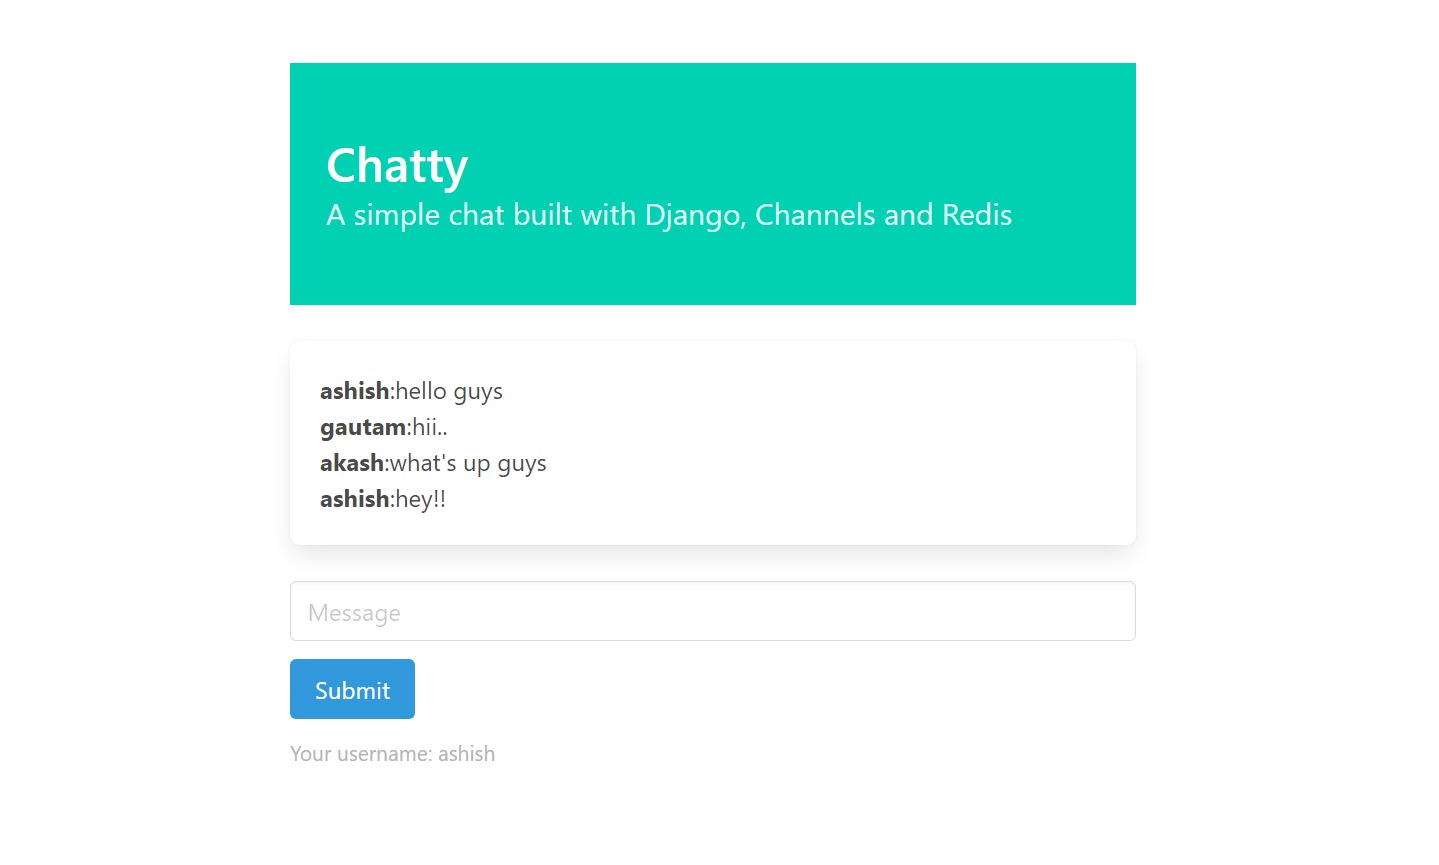 Chatty
A simple chat built with Django, Channels and Redis
ashish:hello guys
gautam:hii..
akash:what's up guys
ashish:hey!!
Message
Submit
Your username: ashish